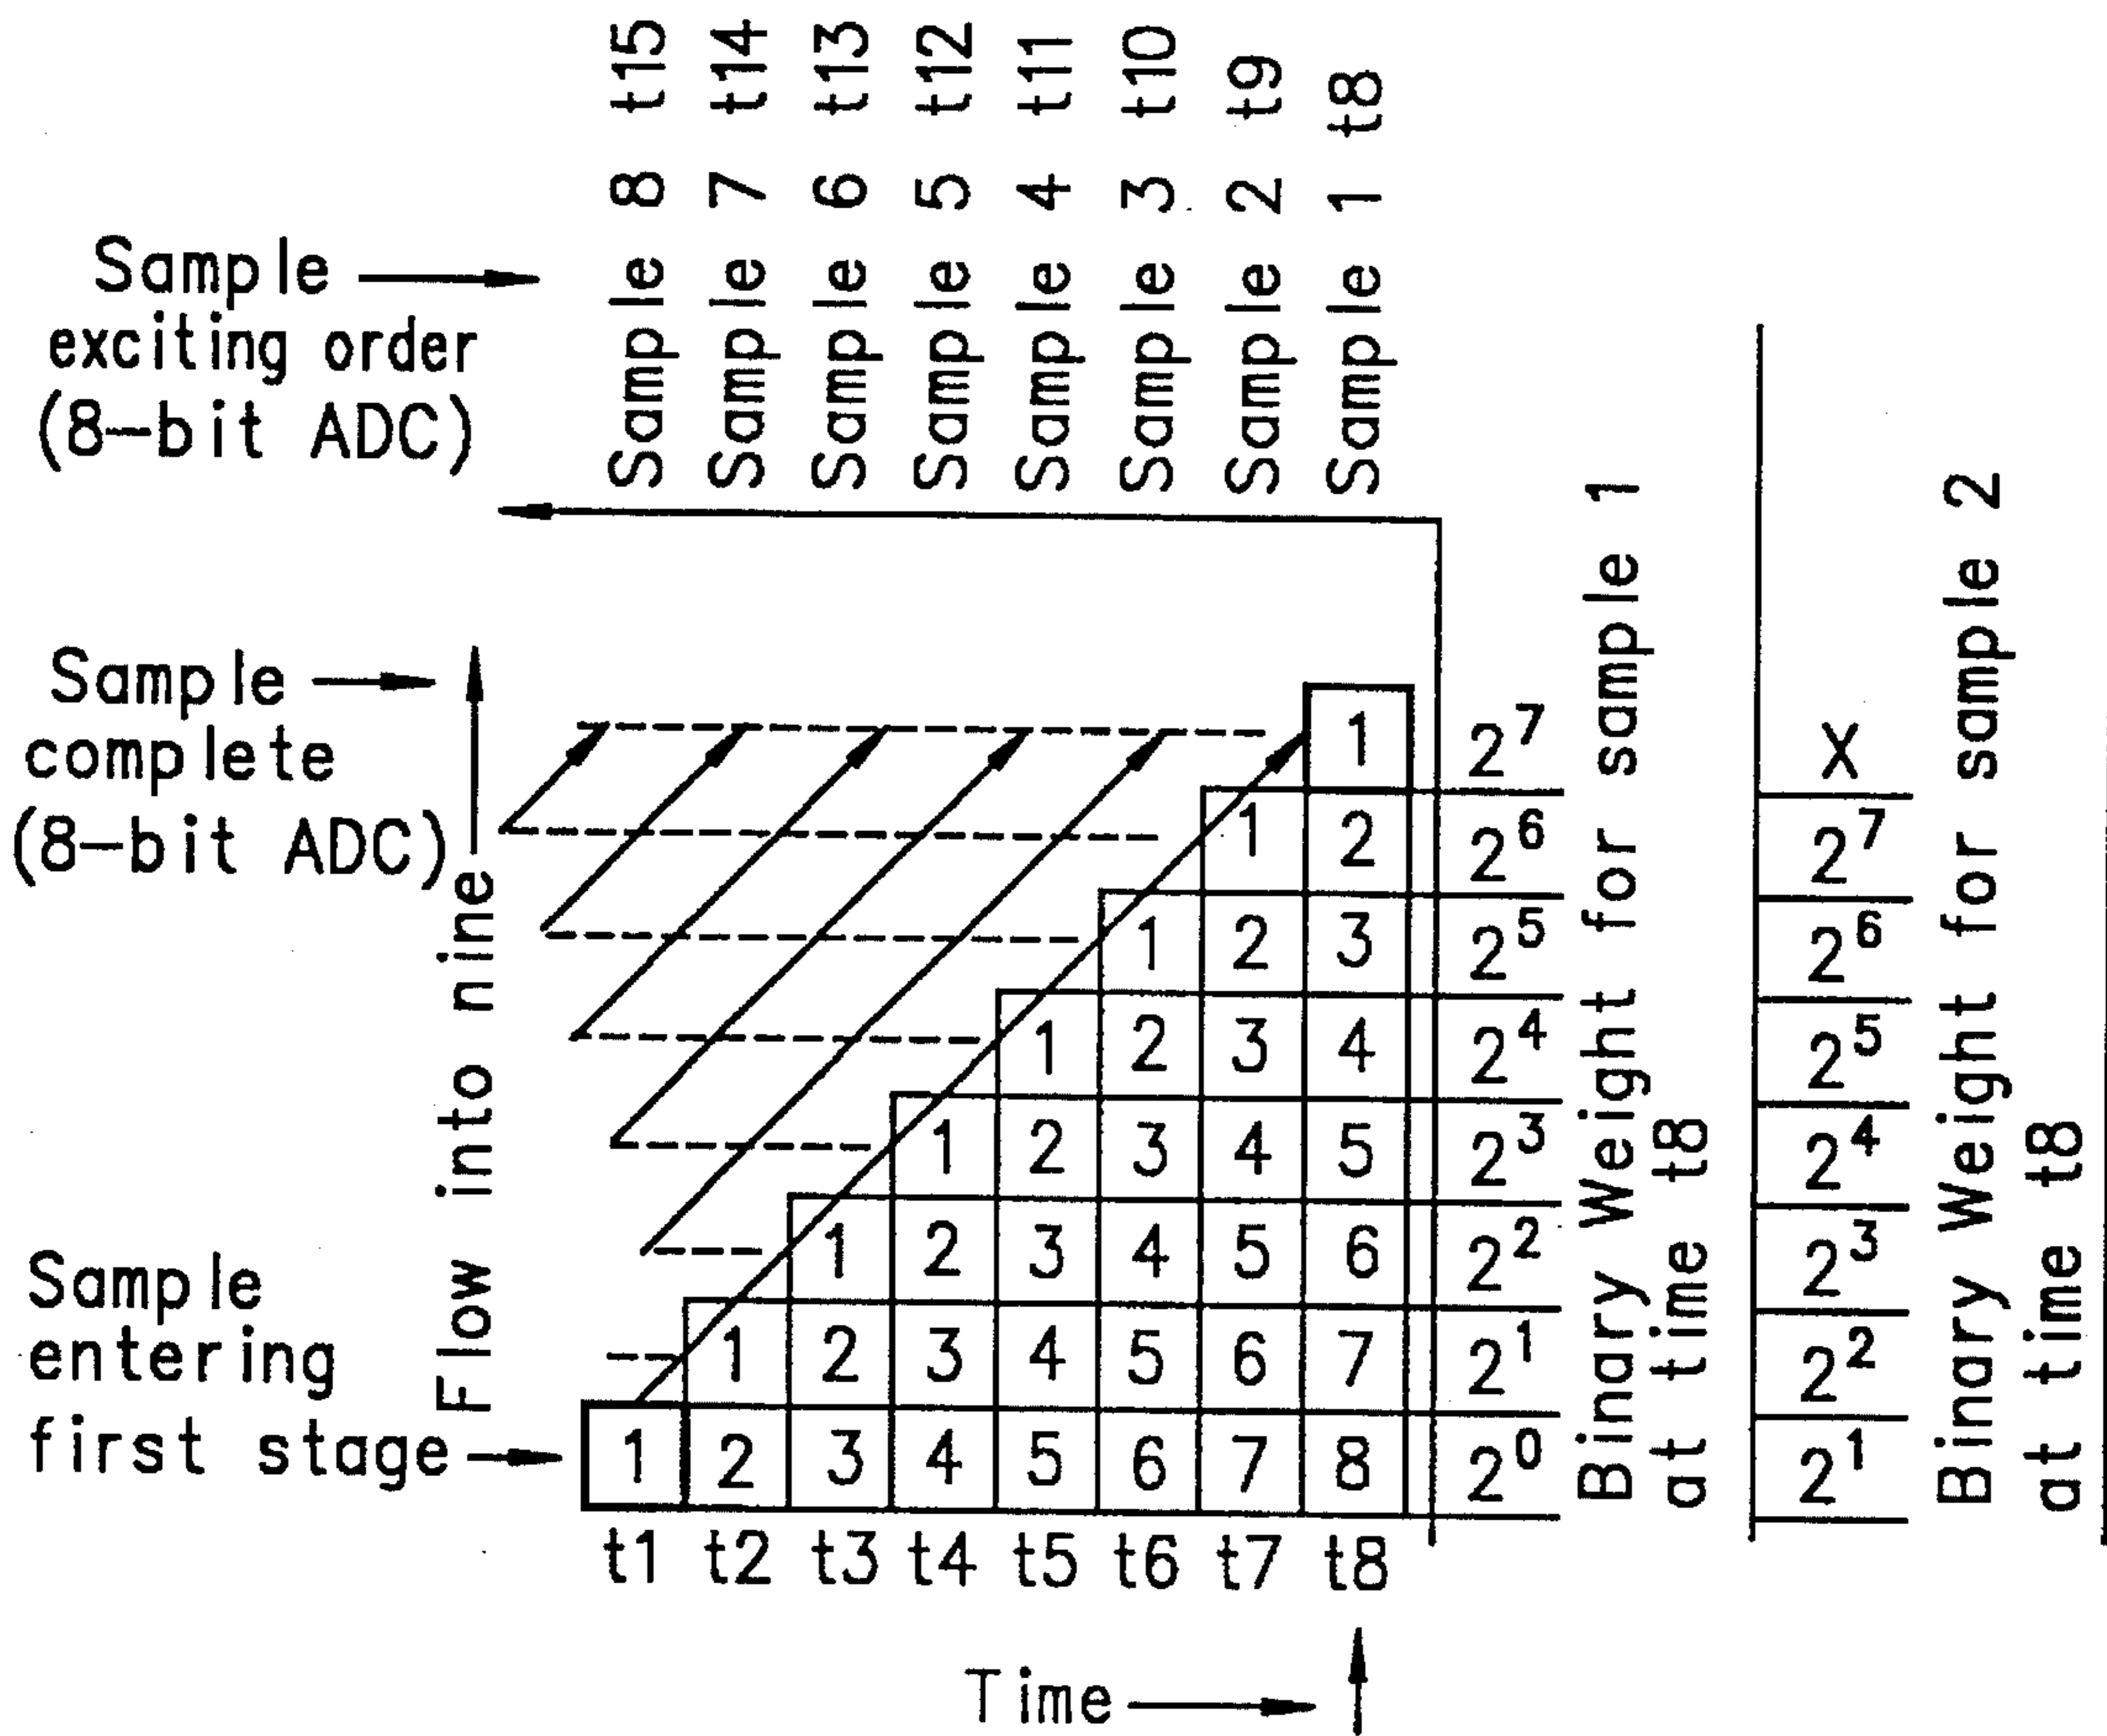 Sample 8 t15
Sample 7 t14
Sample 6 t13
Sample 5 t12
Sample 4 t11
Sample 3 t10
Sample 2 t9
Sample 1 t8
Sample
exciting order
(8-bit ADC)
Sample
complete
(8-bit ADC)
Flow into nine
Sample
entering
first stage
1 2^7 X
1 2 2^6 2^7
1 2 3 2^5 2^6
1 2 3 4 2^4 2^5
1 2 3 4 5 2^3 2^4
1 2 3 4 5 6 2^2 2^3
1 2 3 4 5 6 7 2^1 2^2
1 2 3 4 5 6 7 8 2^0 2^1
t1 t2 t3 t4 t5 t6 t7 t8
Time
Binary Weight for sample 1
at time t8
Binary Weight for sample 2
at time t8